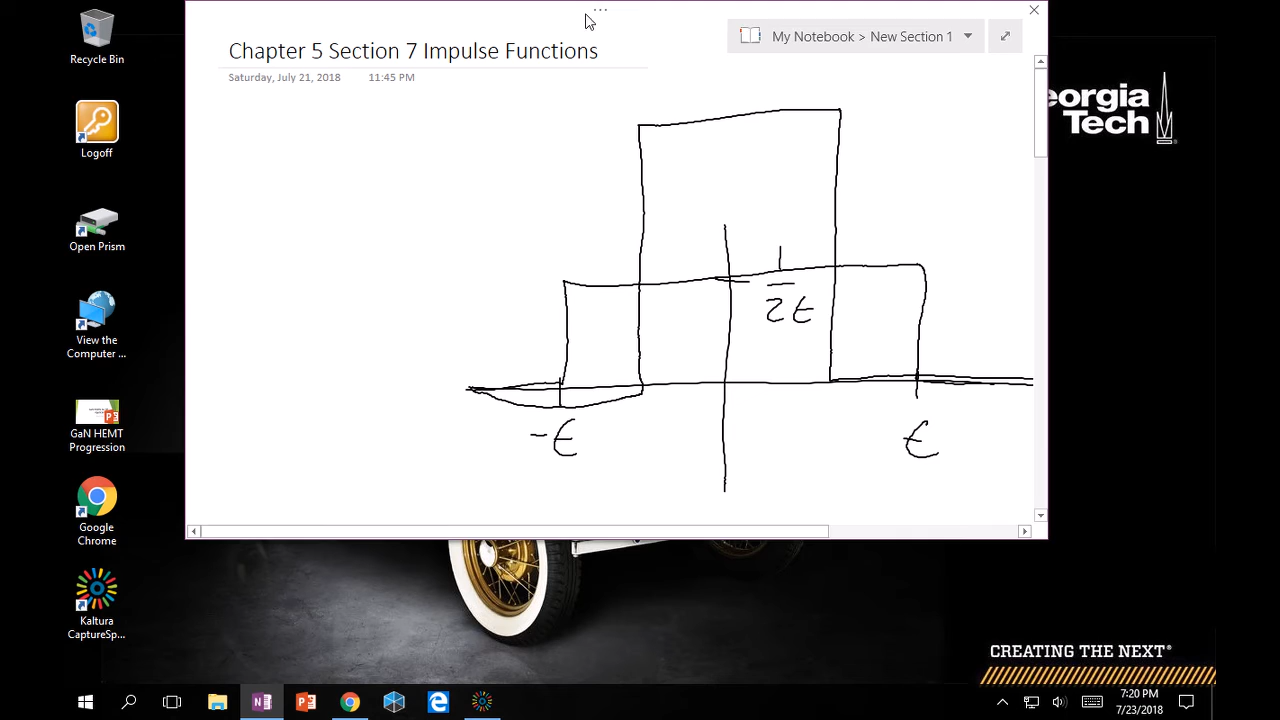 Recycle Bin
Logoff
Open Prism
View the
Computer ...
GaN HEMT
Progression
Google
Chrome
Kaltura
CaptureSp...
Chapter 5 Section 7 Impulse Functions
Saturday, July 21, 2018 11:45 PM
My Notebook > New Section 1
1
2τ
-τ
τ
eorgia
Tech
CREATING THE NEXT®
7:20 PM
7/23/2018